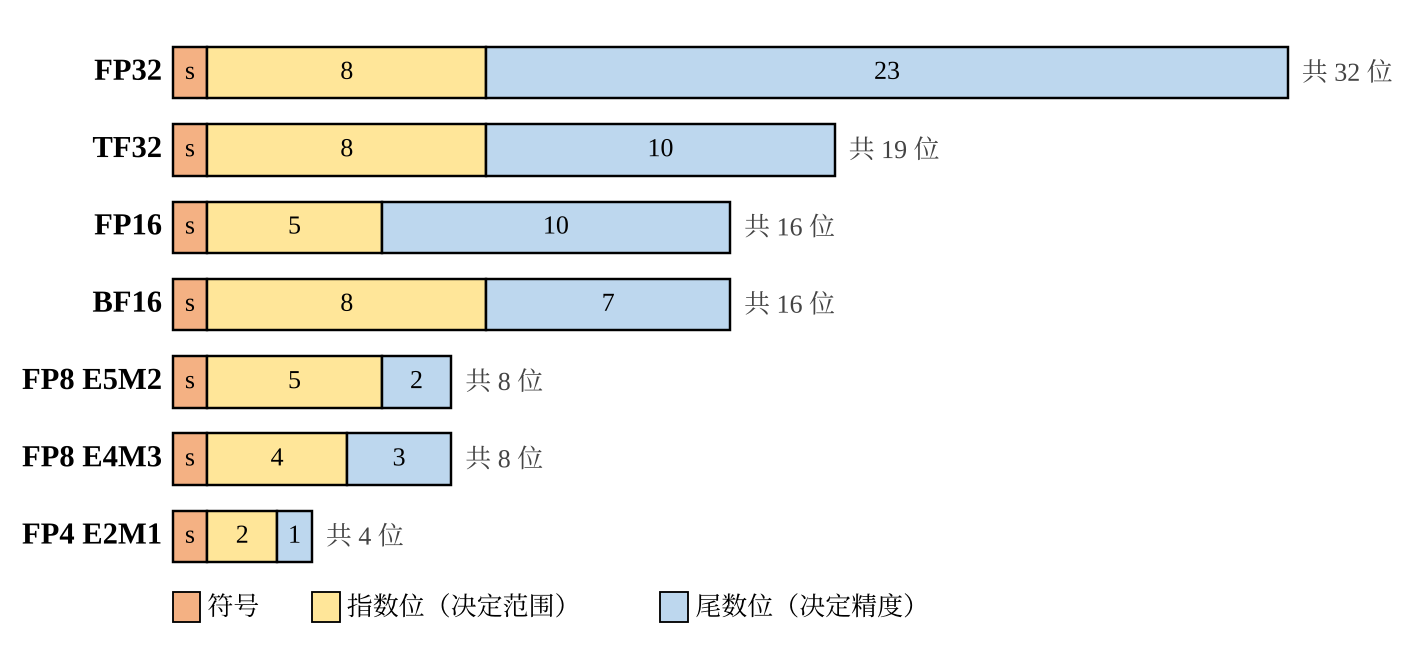 FP32 s 8 23 共 32 位
TF32 s 8 10 共 19 位
FP16 s 5 10 共 16 位
BF16 s 8 7 共 16 位
FP8 E5M2 s 5 2 共 8 位
FP8 E4M3 s 4 3 共 8 位
FP4 E2M1 s 2 1 共 4 位
符号 指数位（决定范围） 尾数位（决定精度）